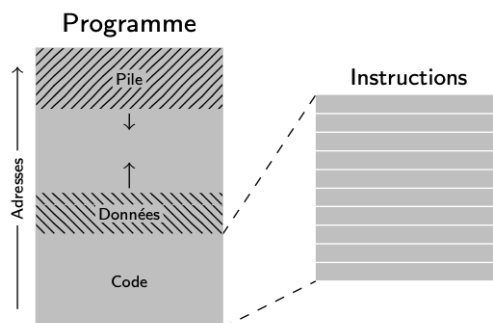 Programme
Pile
Instructions
Adresses
Données
Code